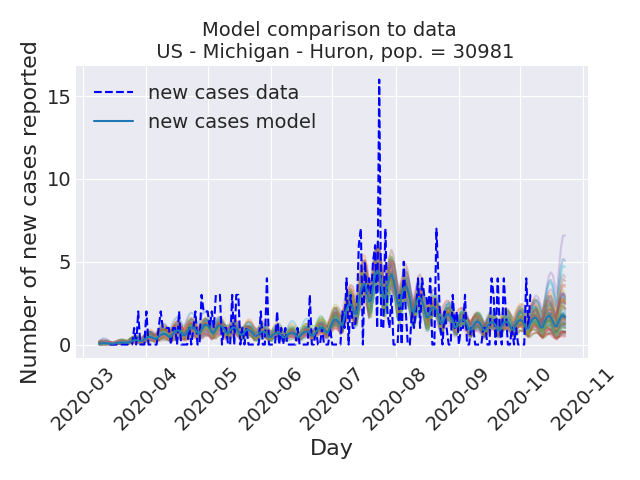 Model comparison to data
US - Michigan - Huron, pop. = 30981
Number of new cases reported
15
10
5
0
new cases data
new cases model
2020-03
2020-04
2020-05
2020-06
2020-07
2020-08
2020-09
2020-10
2020-11
Day